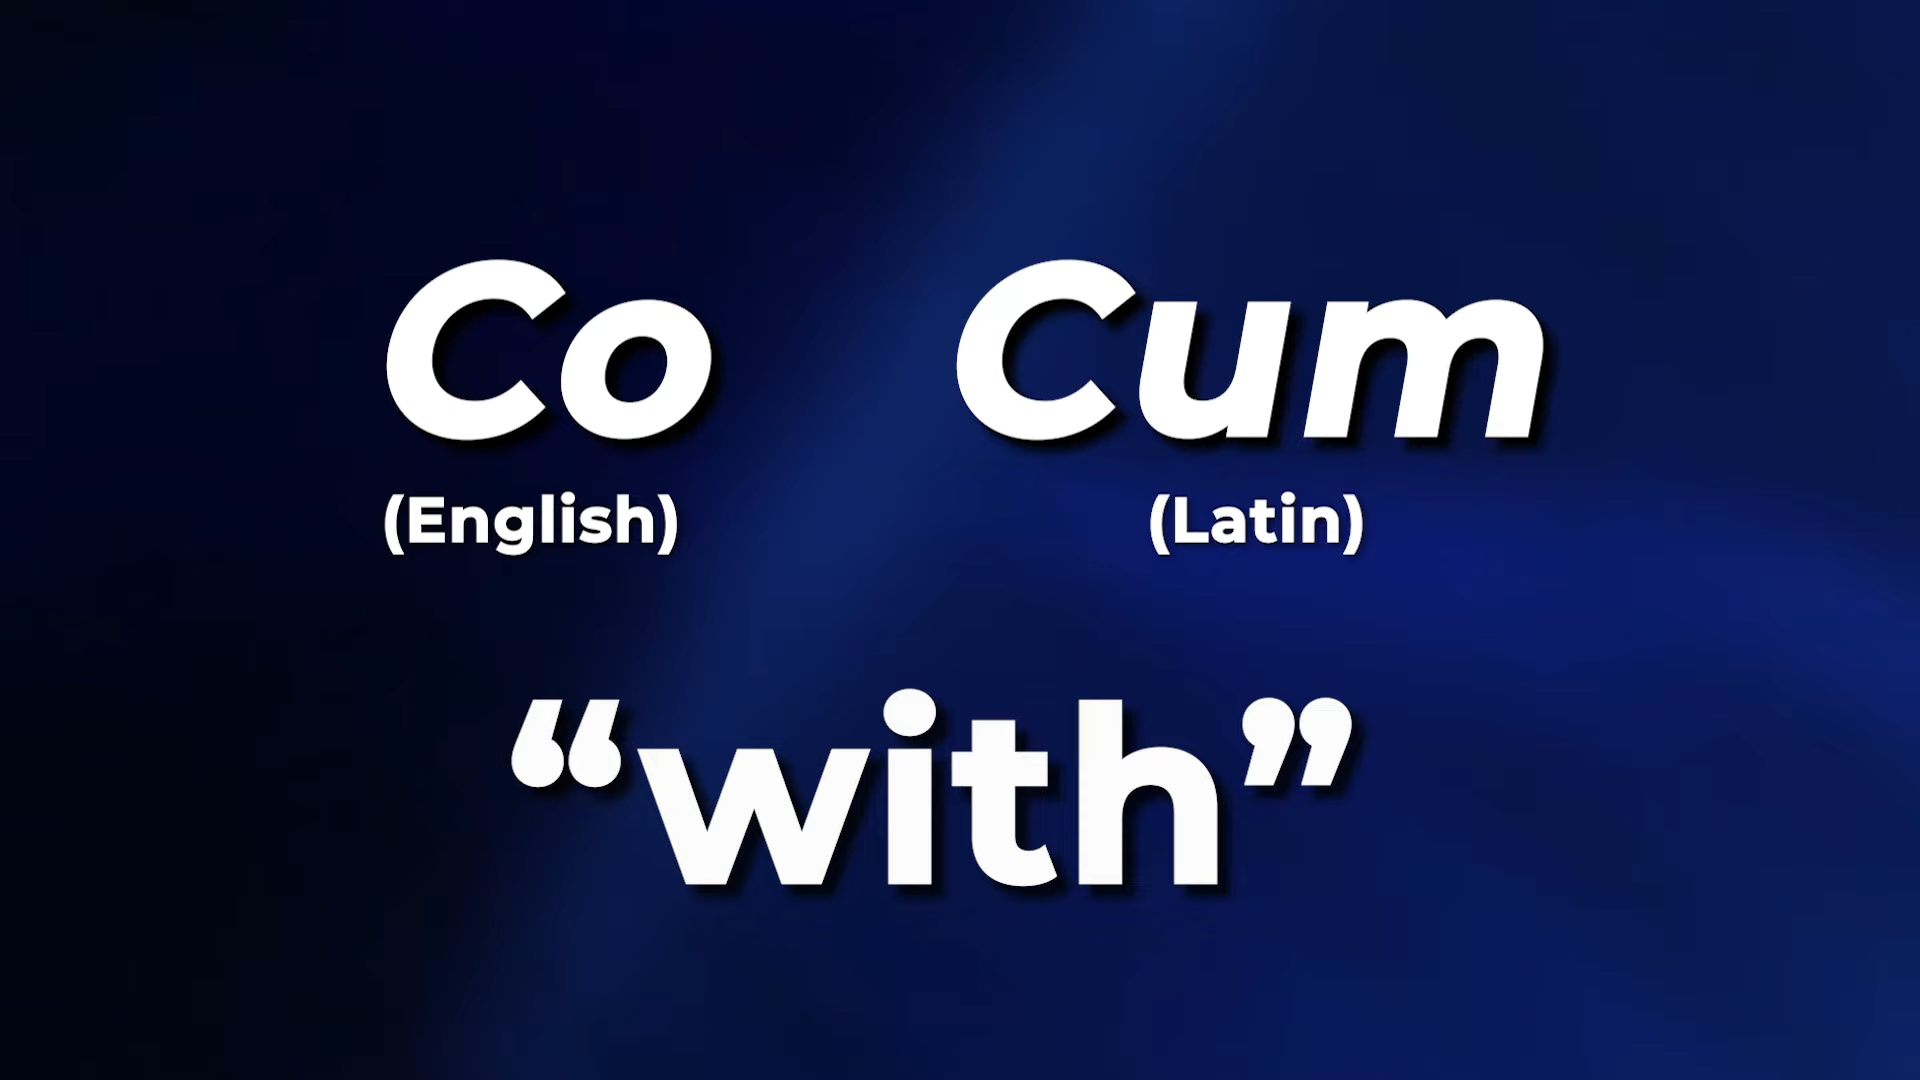 Co Cum
(English) (Latin)
“with”